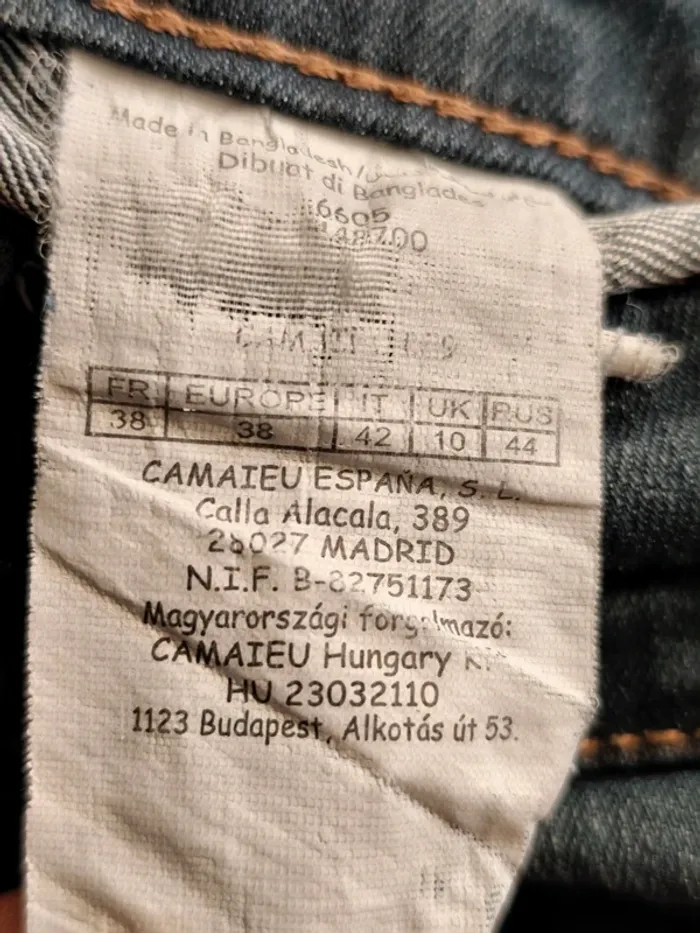 Made in Bangladesh/
Dibuat di Banglades
6605
148700
FR EUROPE IT UK RUS
38 38 42 10 44
CAMAIEU ESPAÑA, S. L.
Calla Alacala, 389
28027 MADRID
N.I.F. B-82751173
Magyarországi forgalmazó:
CAMAIEU Hungary
HU 23032110
1123 Budapest, Alkotás út 53.